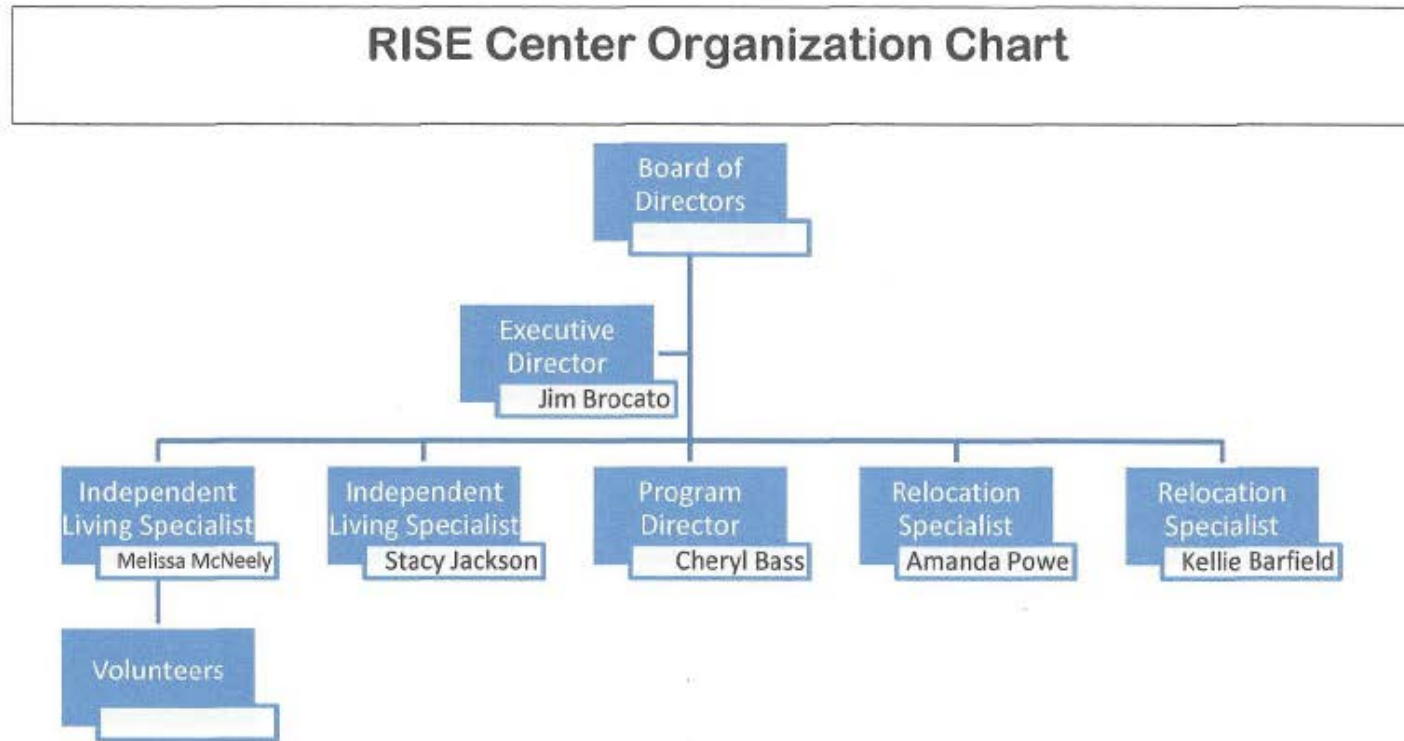 RISE Center Organization Chart
Board of
Directors
Executive
Director
Jim Brocato
Independent
Living Specialist
Melissa McNeely
Independent
Living Specialist
Stacy Jackson
Program
Director
Cheryl Bass
Relocation
Specialist
Amanda Powe
Relocation
Specialist
Kellie Barfield
Volunteers